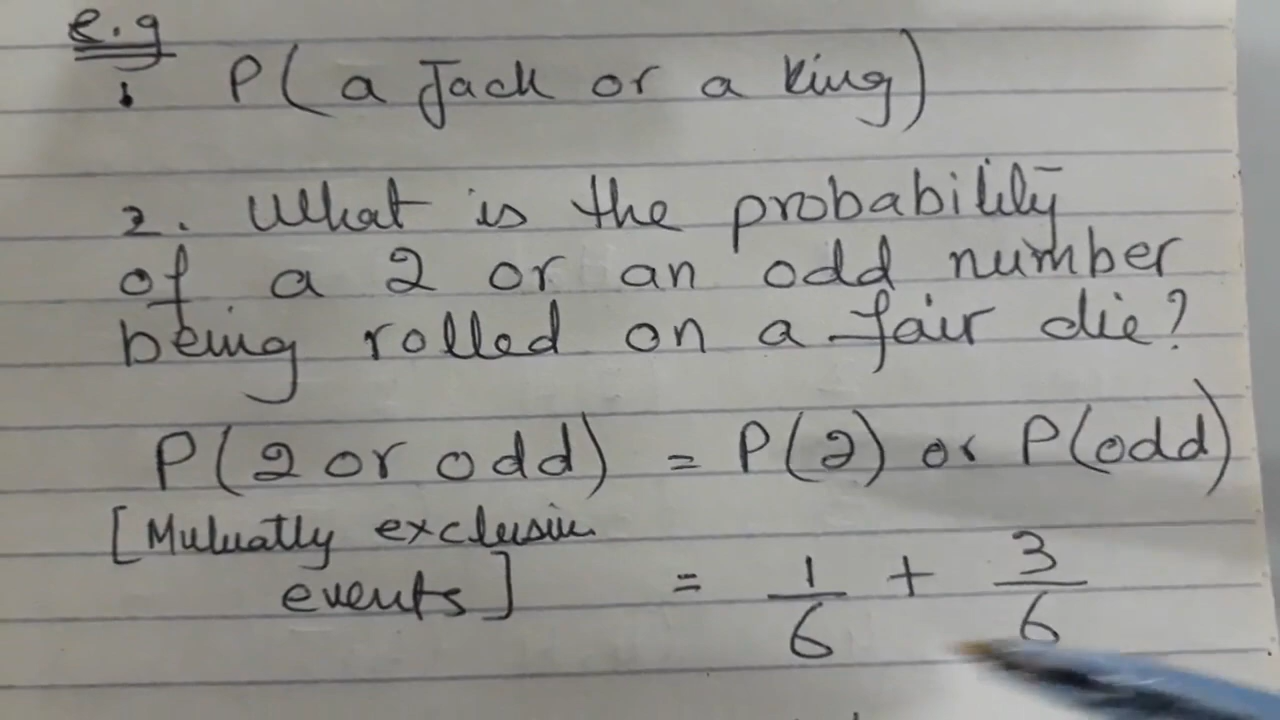 e.g
1 P(a Jack or a king)
2. What is the probability
of a 2 or an odd number
being rolled on a fair die?
P(2 or odd) = P(2) or P(odd)
[Mutually exclusive
events] = 1/6 + 3/6